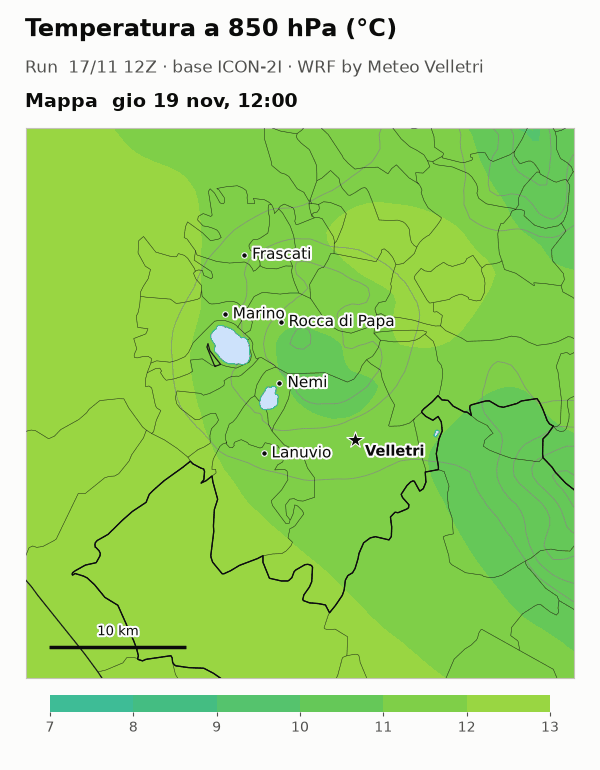 Temperatura a 850 hPa (°C)
Run  17/11 12Z · base ICON-2I · WRF by Meteo Velletri
Mappa  gio 19 nov, 12:00
Frascati
Marino
Rocca di Papa
Nemi
Velletri
Lanuvio
10 km
7 8 9 10 11 12 13